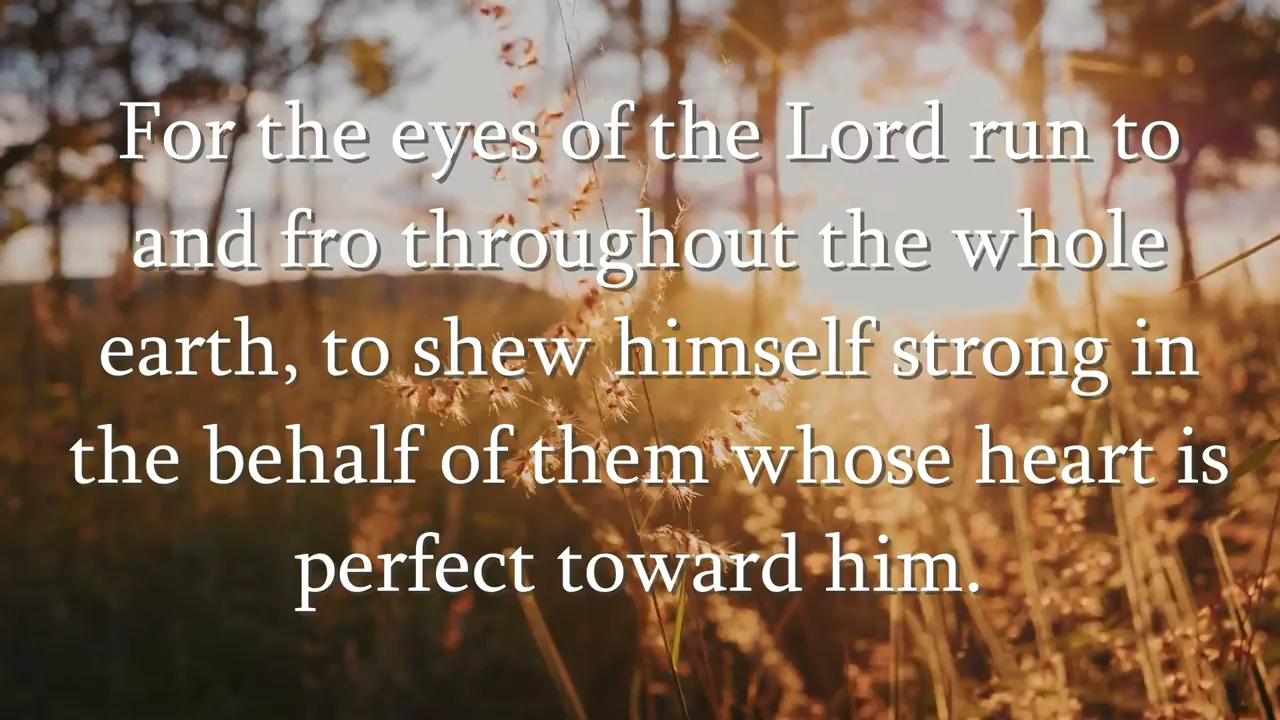 For the eyes of the Lord run to
and fro throughout the whole
earth, to shew himself strong in
the behalf of them whose heart is
perfect toward him.